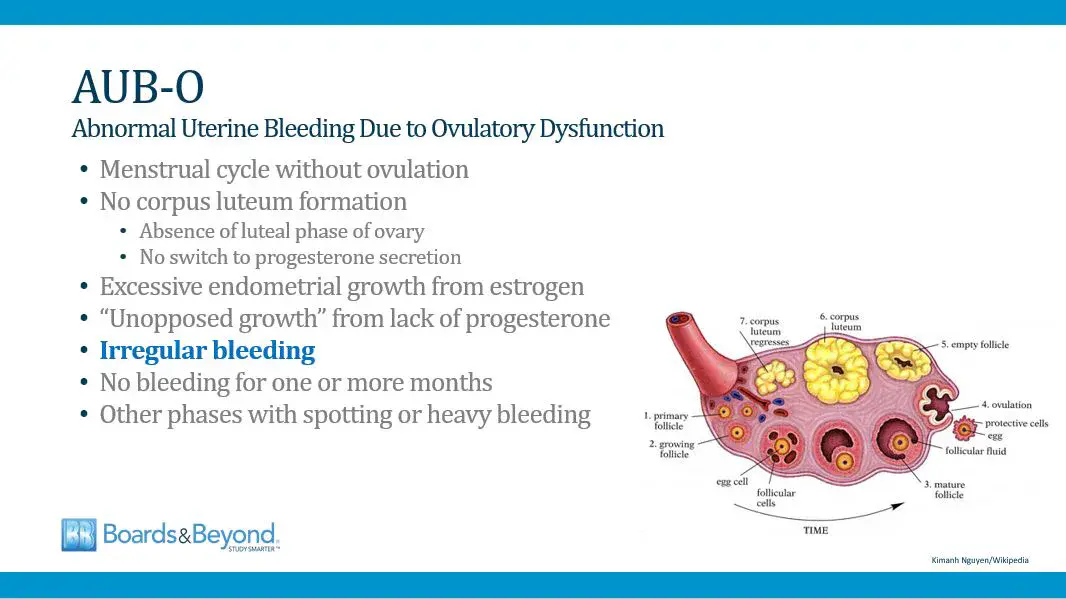 AUB-O
Abnormal Uterine Bleeding Due to Ovulatory Dysfunction
• Menstrual cycle without ovulation
• No corpus luteum formation
• Absence of luteal phase of ovary
• No switch to progesterone secretion
• Excessive endometrial growth from estrogen
• “Unopposed growth” from lack of progesterone
• Irregular bleeding
• No bleeding for one or more months
• Other phases with spotting or heavy bleeding
1. primary
follicle
2. growing
follicle
egg cell
follicular
cells
3. mature
follicle
4. ovulation
protective cells
egg
follicular fluid
5. empty follicle
6. corpus
luteum
7. corpus
luteum
regresses
TIME
BB Boards&Beyond.
STUDY SMARTER™
Kimanh Nguyen/Wikipedia